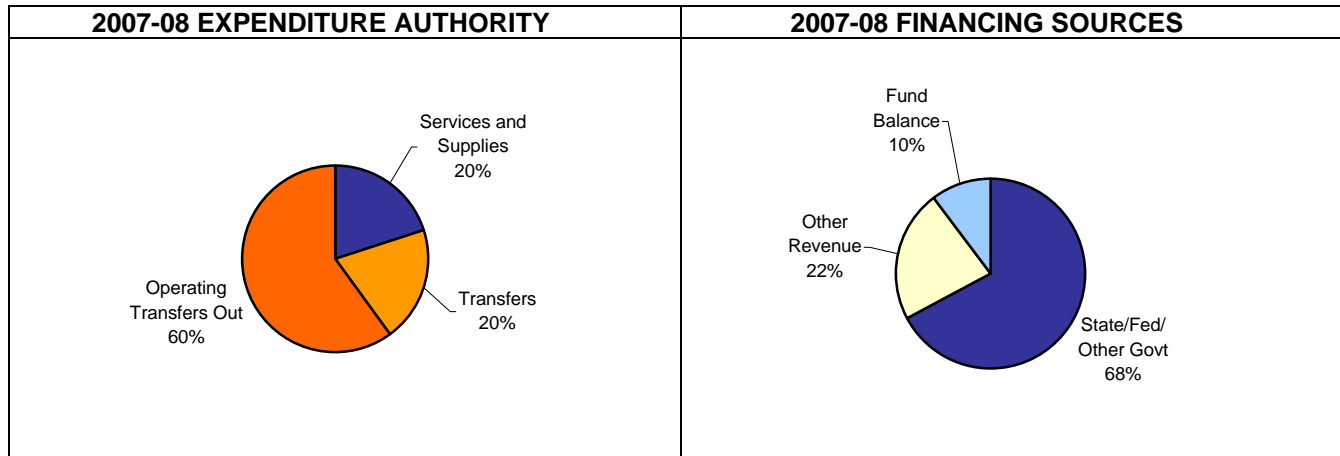 2007-08 EXPENDITURE AUTHORITY
Services and
Supplies
20%
Transfers
20%
Operating
Transfers Out
60%
2007-08 FINANCING SOURCES
Fund
Balance
10%
Other
Revenue
22%
State/Fed/
Other Govt
68%